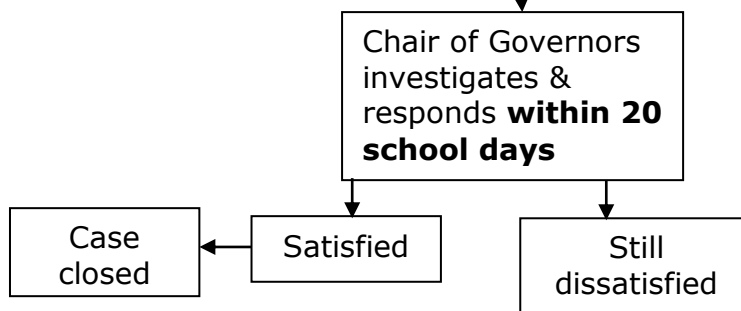 Chair of Governors
investigates &
responds within 20
school days
Case
closed
Satisfied
Still
dissatisfied